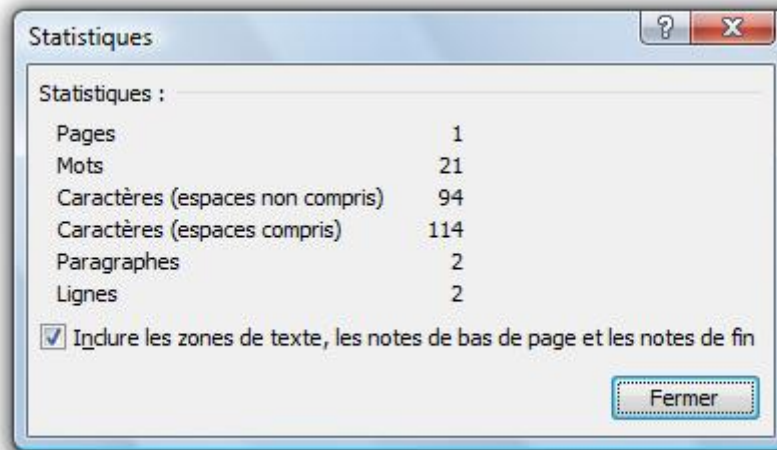 Statistiques
Statistiques :
Pages 1
Mots 21
Caractères (espaces non compris) 94
Caractères (espaces compris) 114
Paragraphes 2
Lignes 2
Inclure les zones de texte, les notes de bas de page et les notes de fin
Fermer